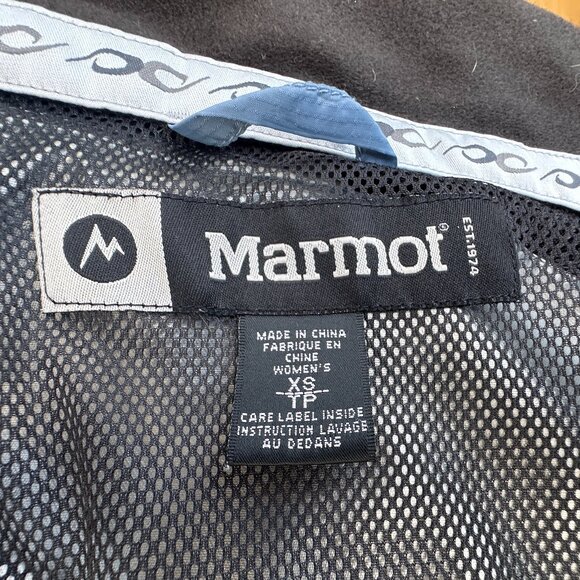 Marmot®
EST.1974
MADE IN CHINA
FABRIQUE EN
CHINE
WOMEN'S
XS
TP
CARE LABEL INSIDE
INSTRUCTION LAVAGE
AU DEDANS